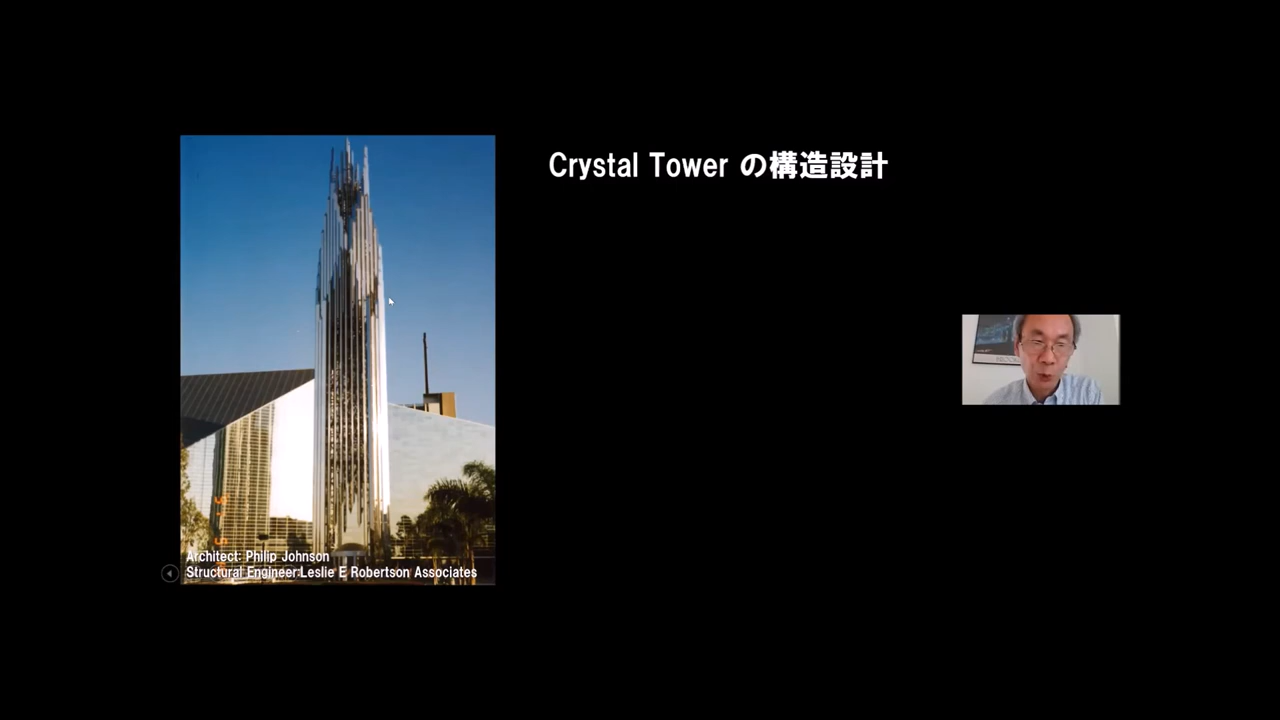 Crystal Tower の構造設計
Architect: Philip Johnson
Structural Engineer:Leslie E Robertson Associates